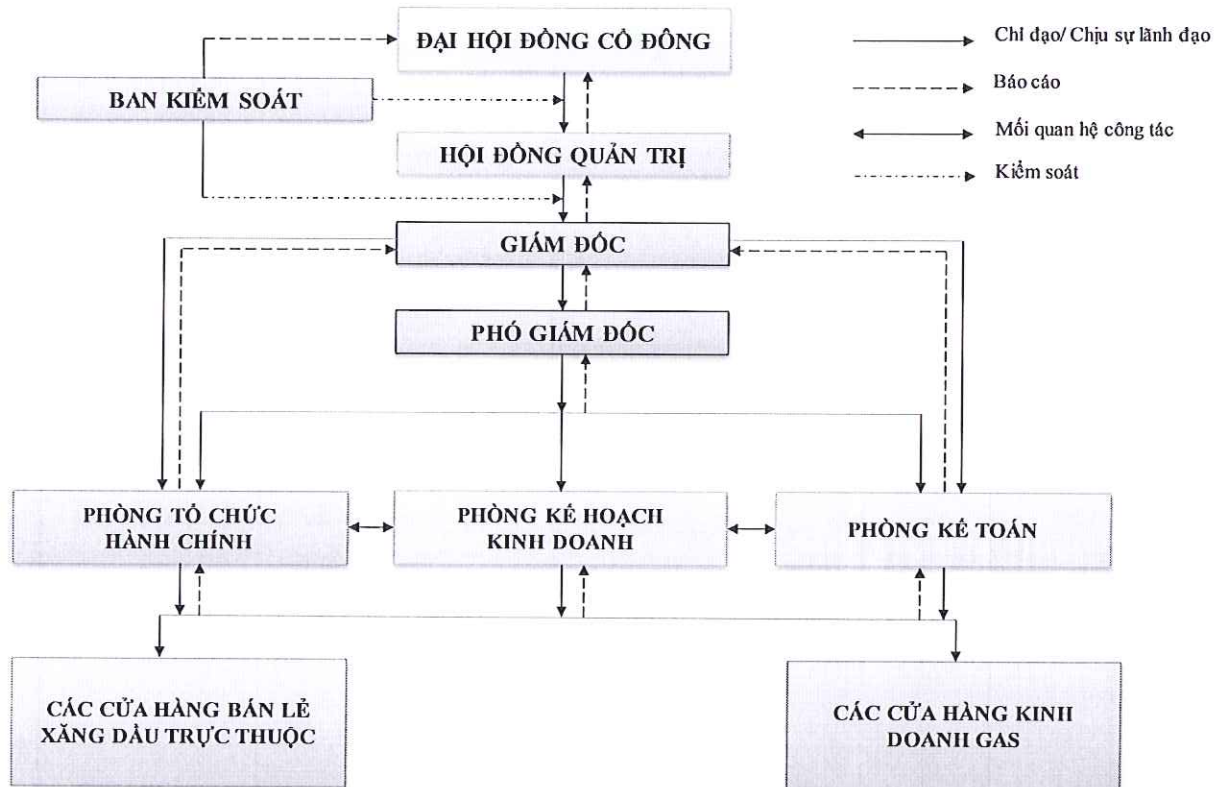 ĐẠI HỘI ĐỒNG CỔ ĐÔNG
BAN KIỂM SOÁT
HỘI ĐỒNG QUẢN TRỊ
GIÁM ĐỐC
PHÓ GIÁM ĐỐC
PHÒNG TỔ CHỨC
HÀNH CHÍNH
PHÒNG KẾ HOẠCH
KINH DOANH
PHÒNG KẾ TOÁN
CÁC CỬA HÀNG BÁN LẺ
XĂNG DẦU TRỰC THUỘC
CÁC CỬA HÀNG KINH
DOANH GAS
Chỉ đạo/ Chịu sự lãnh đạo
Báo cáo
Mối quan hệ công tác
Kiểm soát